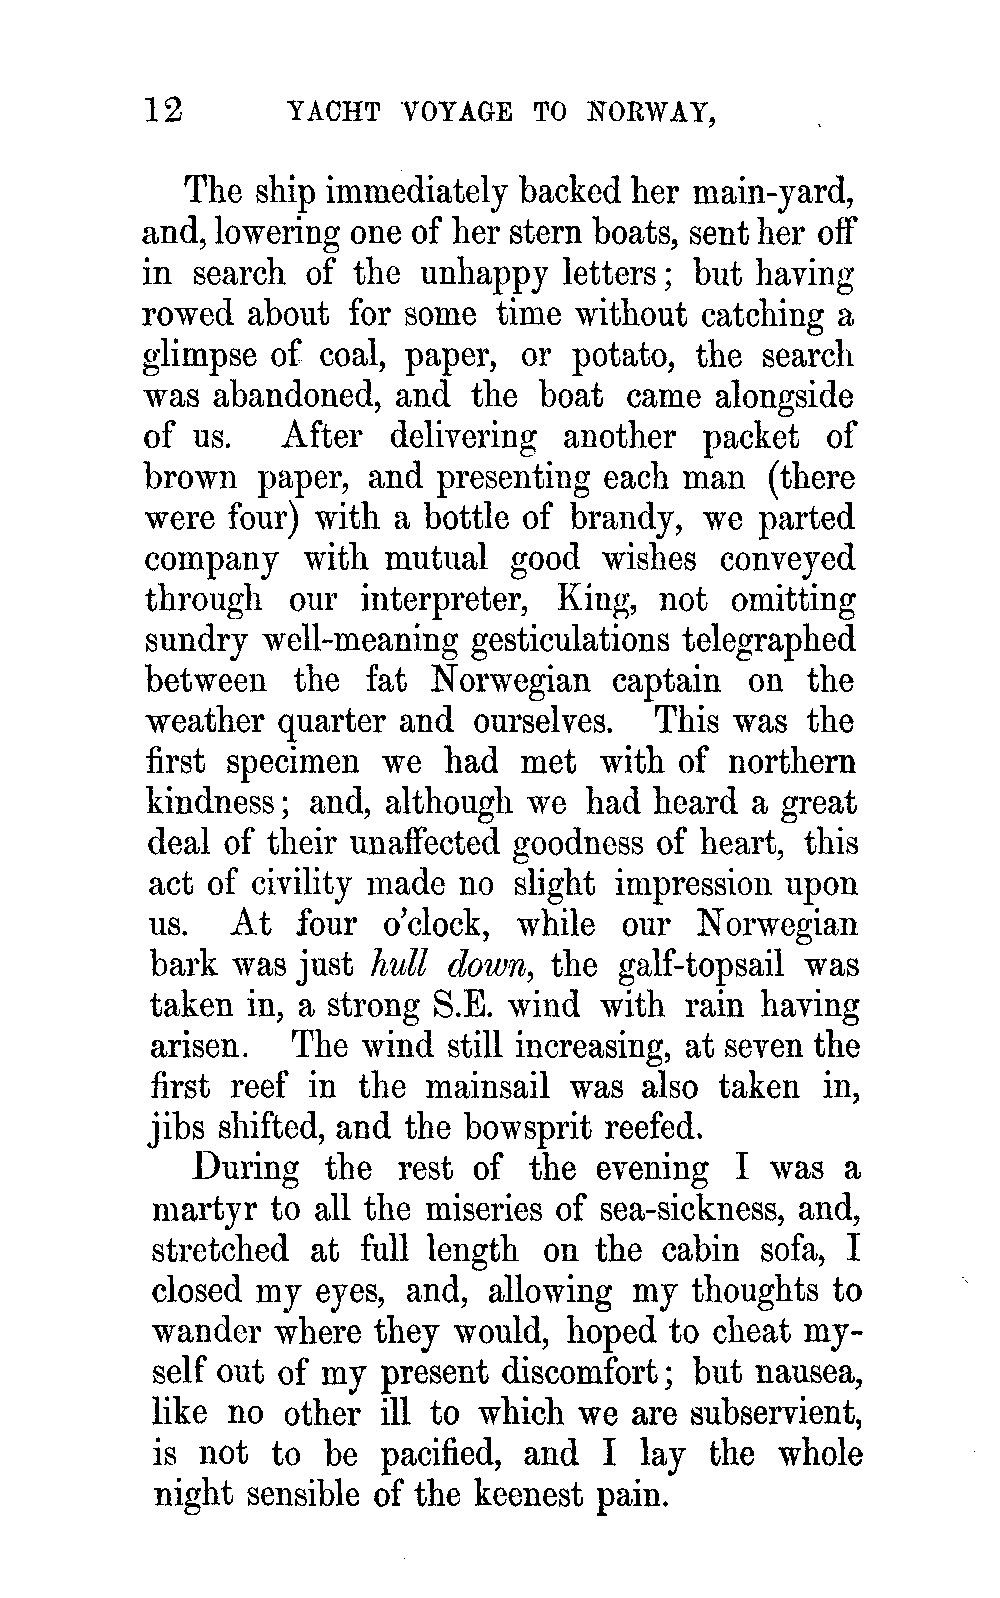 12 YACHT VOYAGE TO NORWAY,
The ship immediately backed her main-yard,
and, lowering one of her stern boats, sent her off
in search of the unhappy letters; but having
rowed about for some time without catching a
glimpse of coal, paper, or potato, the search
was abandoned, and the boat came alongside
of us. After delivering another packet of
brown paper, and presenting each man (there
were four) with a bottle of brandy, we parted
company with mutual good wishes conveyed
through our interpreter, King, not omitting
sundry well-meaning gesticulations telegraphed
between the fat Norwegian captain on the
weather quarter and ourselves. This was the
first specimen we had met with of northern
kindness; and, although we had heard a great
deal of their unaffected goodness of heart, this
act of civility made no slight impression upon
us. At four o'clock, while our Norwegian
bark was just hull down, the galf-topsail was
taken in, a strong S.E. wind with rain having
arisen. The wind still increasing, at seven the
first reef in the mainsail was also taken in,
jibs shifted, and the bowsprit reefed.
During the rest of the evening I was a
martyr to all the miseries of sea-sickness, and,
stretched at full length on the cabin sofa, I
closed my eyes, and, allowing my thoughts to
wander where they would, hoped to cheat my-
self out of my present discomfort; but nausea,
like no other ill to which we are subservient,
is not to be pacified, and I lay the whole
night sensible of the keenest pain.